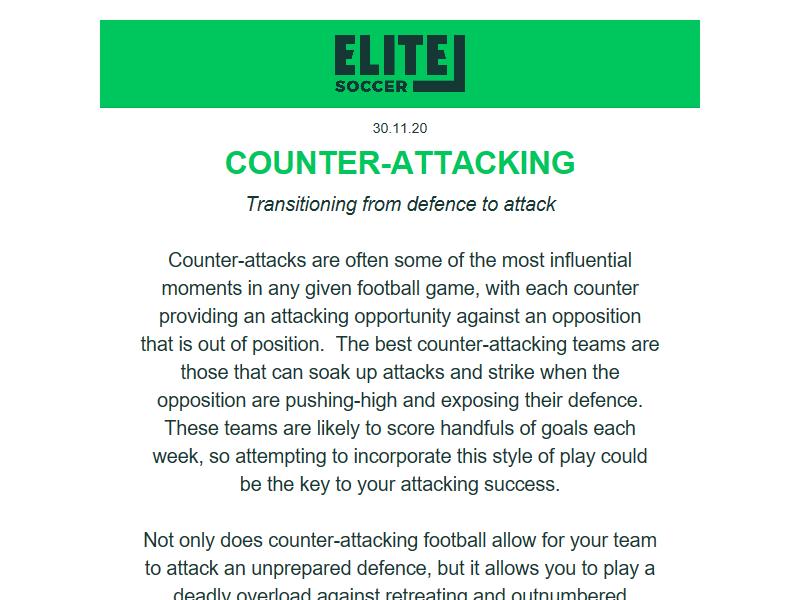 ELITE
SOCCER
30.11.20
COUNTER-ATTACKING
Transitioning from defence to attack
Counter-attacks are often some of the most influential
moments in any given football game, with each counter
providing an attacking opportunity against an opposition
that is out of position.  The best counter-attacking teams are
those that can soak up attacks and strike when the
opposition are pushing-high and exposing their defence.
These teams are likely to score handfuls of goals each
week, so attempting to incorporate this style of play could
be the key to your attacking success.
Not only does counter-attacking football allow for your team
to attack an unprepared defence, but it allows you to play a
deadly overload against retreating and outnumbered